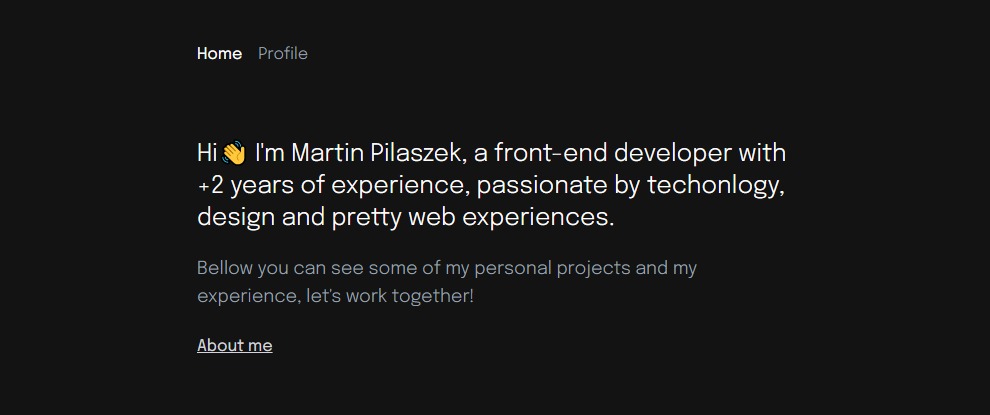 Home Profile
Hi 👋 I'm Martin Pilaszek, a front-end developer with
+2 years of experience, passionate by techonlogy,
design and pretty web experiences.
Bellow you can see some of my personal projects and my
experience, let's work together!
About me